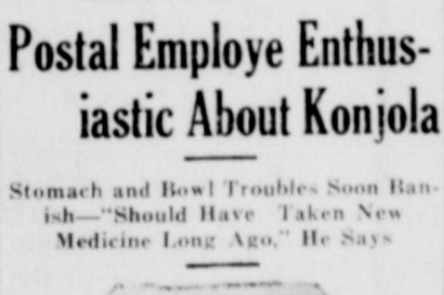 Postal Employe Enthus-
iastic About Konjola
Stomach and Bowl Troubles Soon Ban-
ish—"Should Have Taken New
Medicine Long Ago," He Says